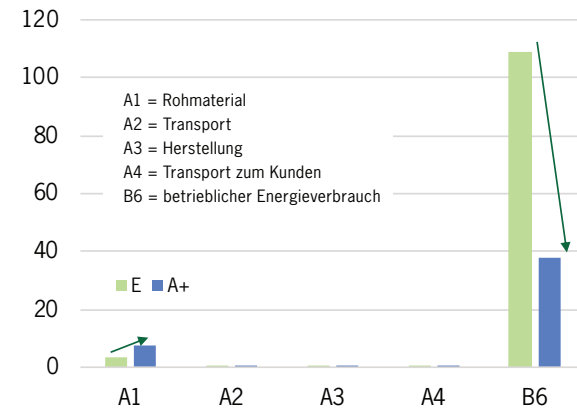 120
100
80
60
40
20
0
A1 = Rohmaterial
A2 = Transport
A3 = Herstellung
A4 = Transport zum Kunden
B6 = betrieblicher Energieverbrauch
E A+
A1 A2 A3 A4 B6